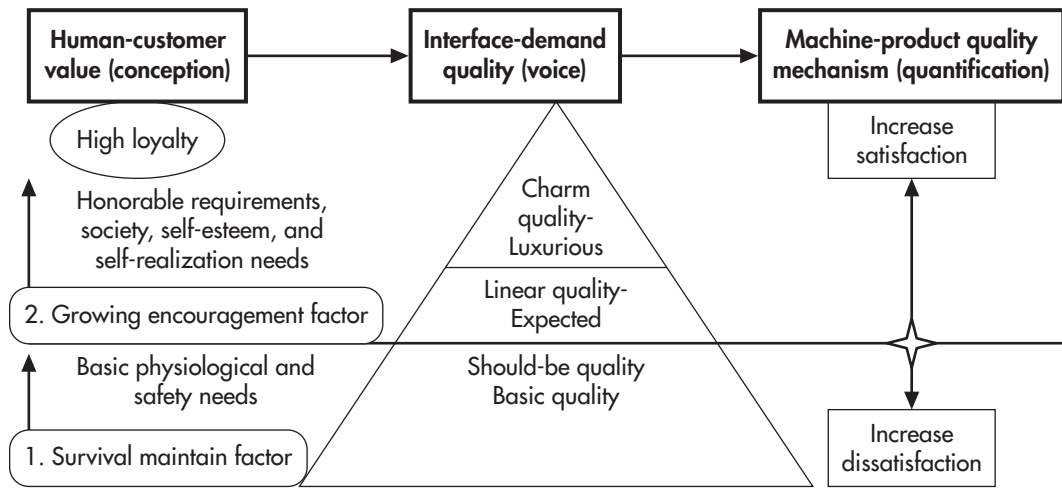 Human-customer
value (conception)
Interface-demand
quality (voice)
Machine-product quality
mechanism (quantification)
High loyalty
Increase
satisfaction
Honorable requirements,
society, self-esteem, and
self-realization needs
Charm
quality-
Luxurious
2. Growing encouragement factor
Linear quality-
Expected
Basic physiological and
safety needs
Should-be quality
Basic quality
1. Survival maintain factor
Increase
dissatisfaction